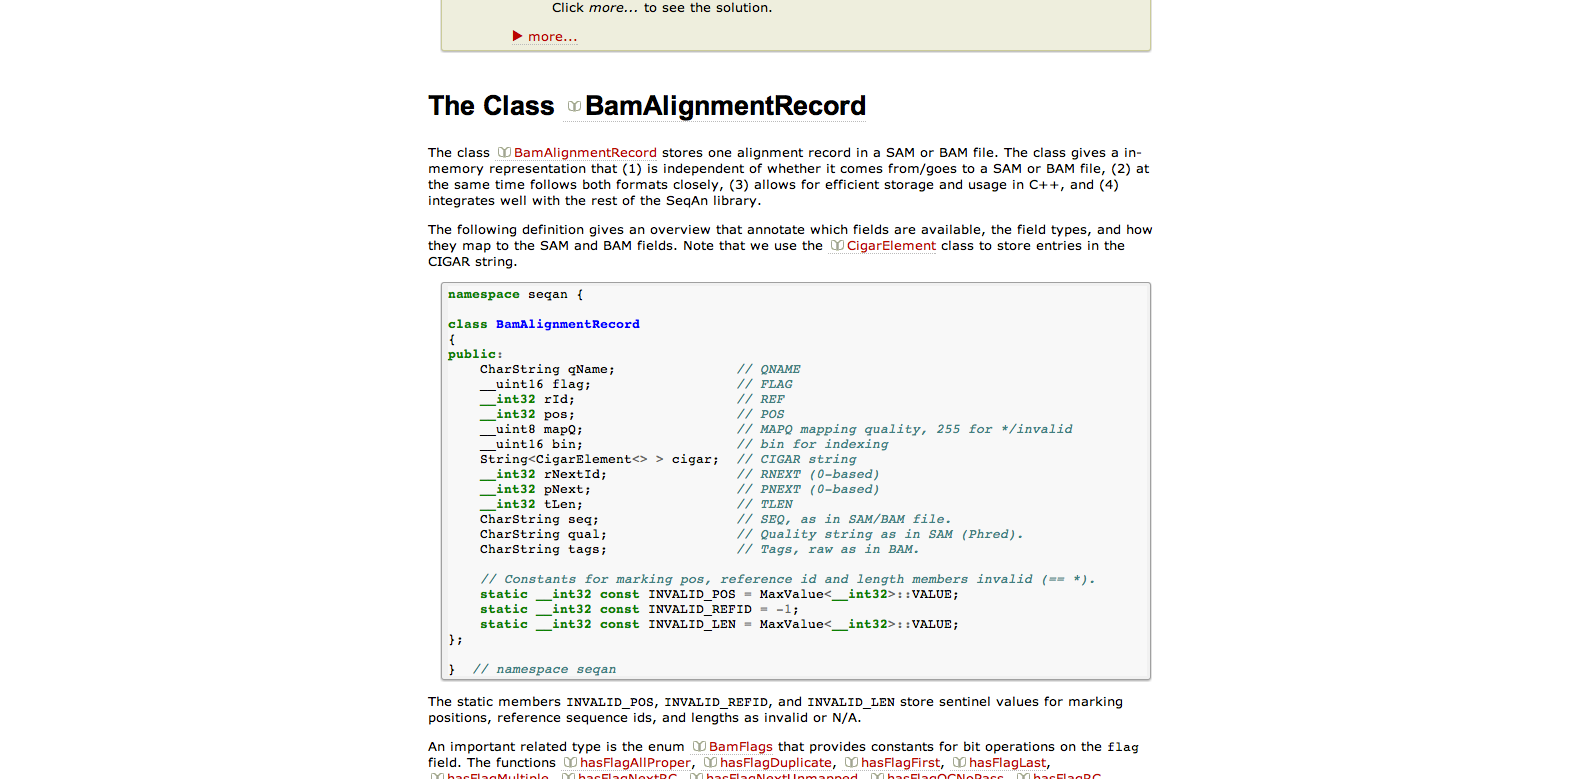 Click more... to see the solution.
more...
The Class BamAlignmentRecord
The class BamAlignmentRecord stores one alignment record in a SAM or BAM file. The class gives a in-
memory representation that (1) is independent of whether it comes from/goes to a SAM or BAM file, (2) at
the same time follows both formats closely, (3) allows for efficient storage and usage in C++, and (4)
integrates well with the rest of the SeqAn library.
The following definition gives an overview that annotate which fields are available, the field types, and how
they map to the SAM and BAM fields. Note that we use the CigarElement class to store entries in the
CIGAR string.
namespace seqan {
class BamAlignmentRecord
{
public:
CharString qName; // QNAME
__uint16 flag; // FLAG
__int32 rId; // REF
__int32 pos; // POS
__uint8 mapQ; // MAPQ mapping quality, 255 for */invalid
__uint16 bin; // bin for indexing
String<CigarElement<> > cigar; // CIGAR string
__int32 rNextId; // RNEXT (0-based)
__int32 pNext; // PNEXT (0-based)
__int32 tLen; // TLEN
CharString seq; // SEQ, as in SAM/BAM file.
CharString qual; // Quality string as in SAM (Phred).
CharString tags; // Tags, raw as in BAM.
// Constants for marking pos, reference id and length members invalid (== *).
static __int32 const INVALID_POS = MaxValue<__int32>::VALUE;
static __int32 const INVALID_REFID = -1;
static __int32 const INVALID_LEN = MaxValue<__int32>::VALUE;
};
} // namespace seqan
The static members INVALID_POS, INVALID_REFID, and INVALID_LEN store sentinel values for marking
positions, reference sequence ids, and lengths as invalid or N/A.
An important related type is the enum BamFlags that provides constants for bit operations on the flag
field. The functions hasFlagAllProper, hasFlagDuplicate, hasFlagFirst, hasFlagLast,
hasFlagMultiple, hasFlagNextRC, hasFlagNextUnmapped, hasFlagQCNoPass, hasFlagRC,